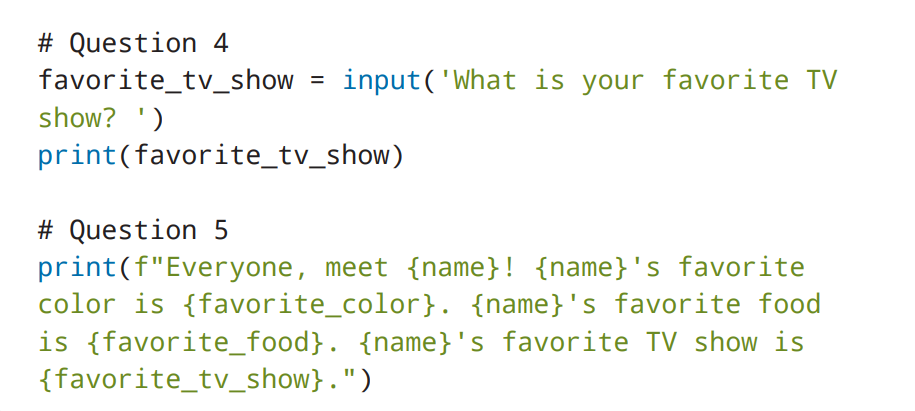 # Question 4
favorite_tv_show = input('What is your favorite TV
show? ')
print(favorite_tv_show)
# Question 5
print(f"Everyone, meet {name}! {name}'s favorite
color is {favorite_color}. {name}'s favorite food
is {favorite_food}. {name}'s favorite TV show is
{favorite_tv_show}.")